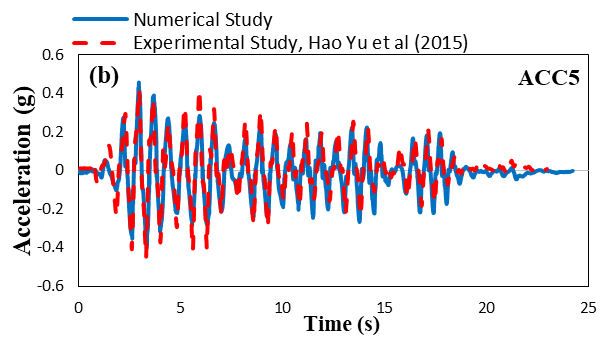 Numerical Study
Experimental Study, Hao Yu et al (2015)
(b)
ACC5
Acceleration (g)
0.6
0.4
0.2
0
-0.2
-0.4
-0.6
0 5 10 15 20 25
Time (s)